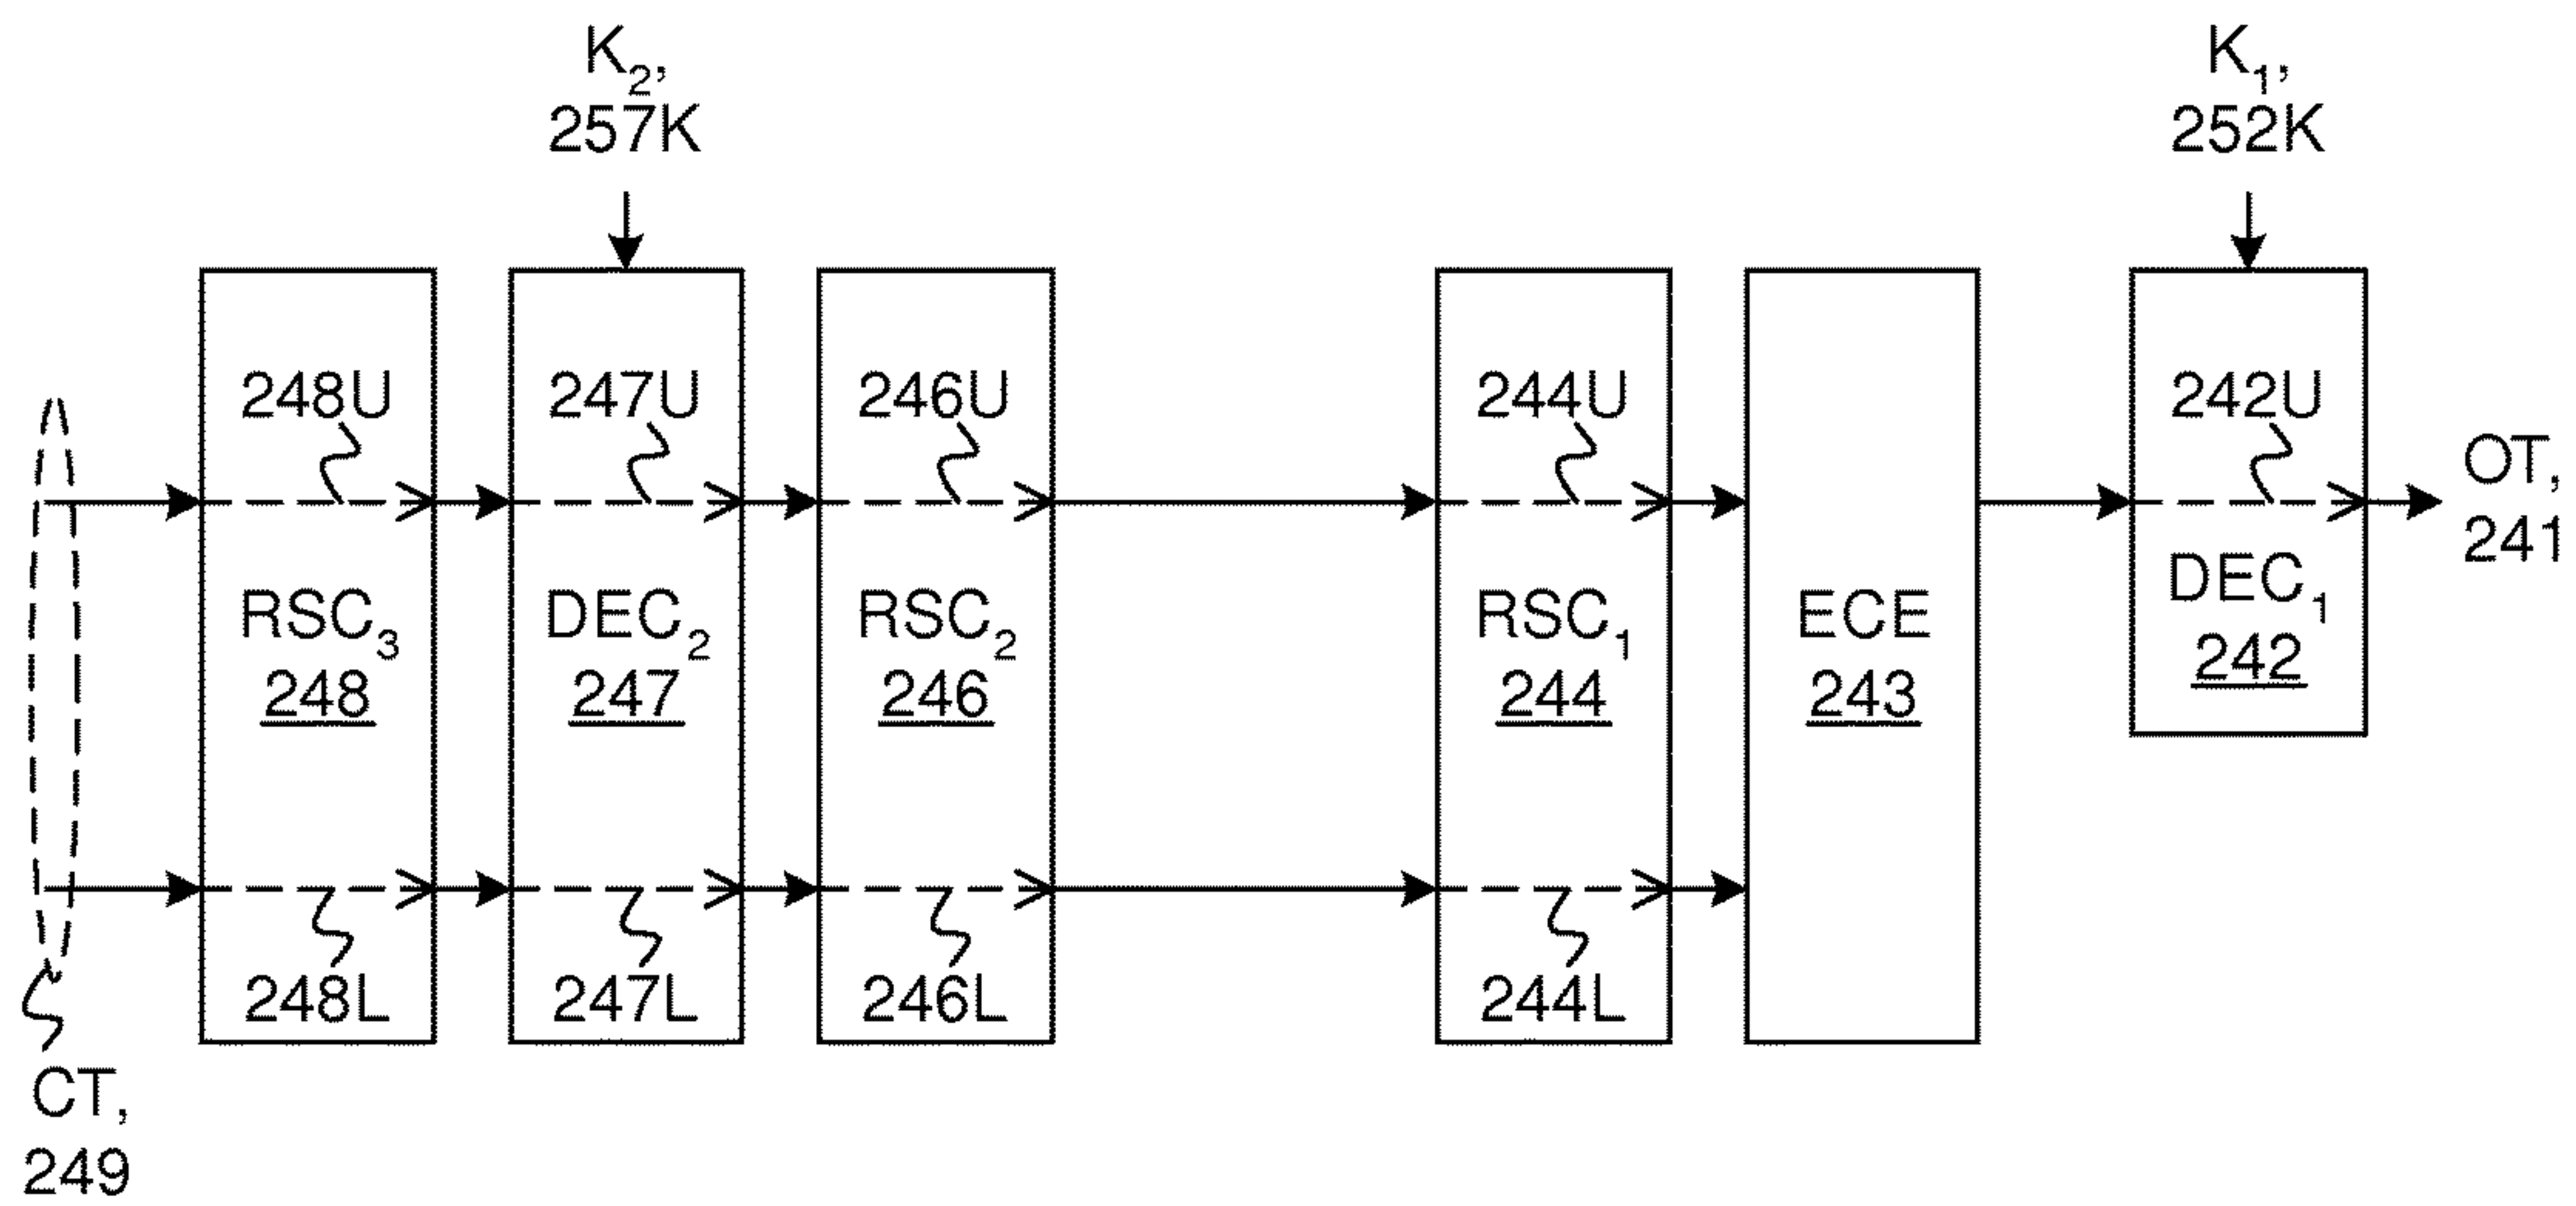 K₂,
257K
K₁,
252K
248U
247U
246U
244U
242U
OT,
241
RSC₃
248
DEC₂
247
RSC₂
246
RSC₁
244
ECE
243
DEC₁
242
248L
247L
246L
244L
CT,
249